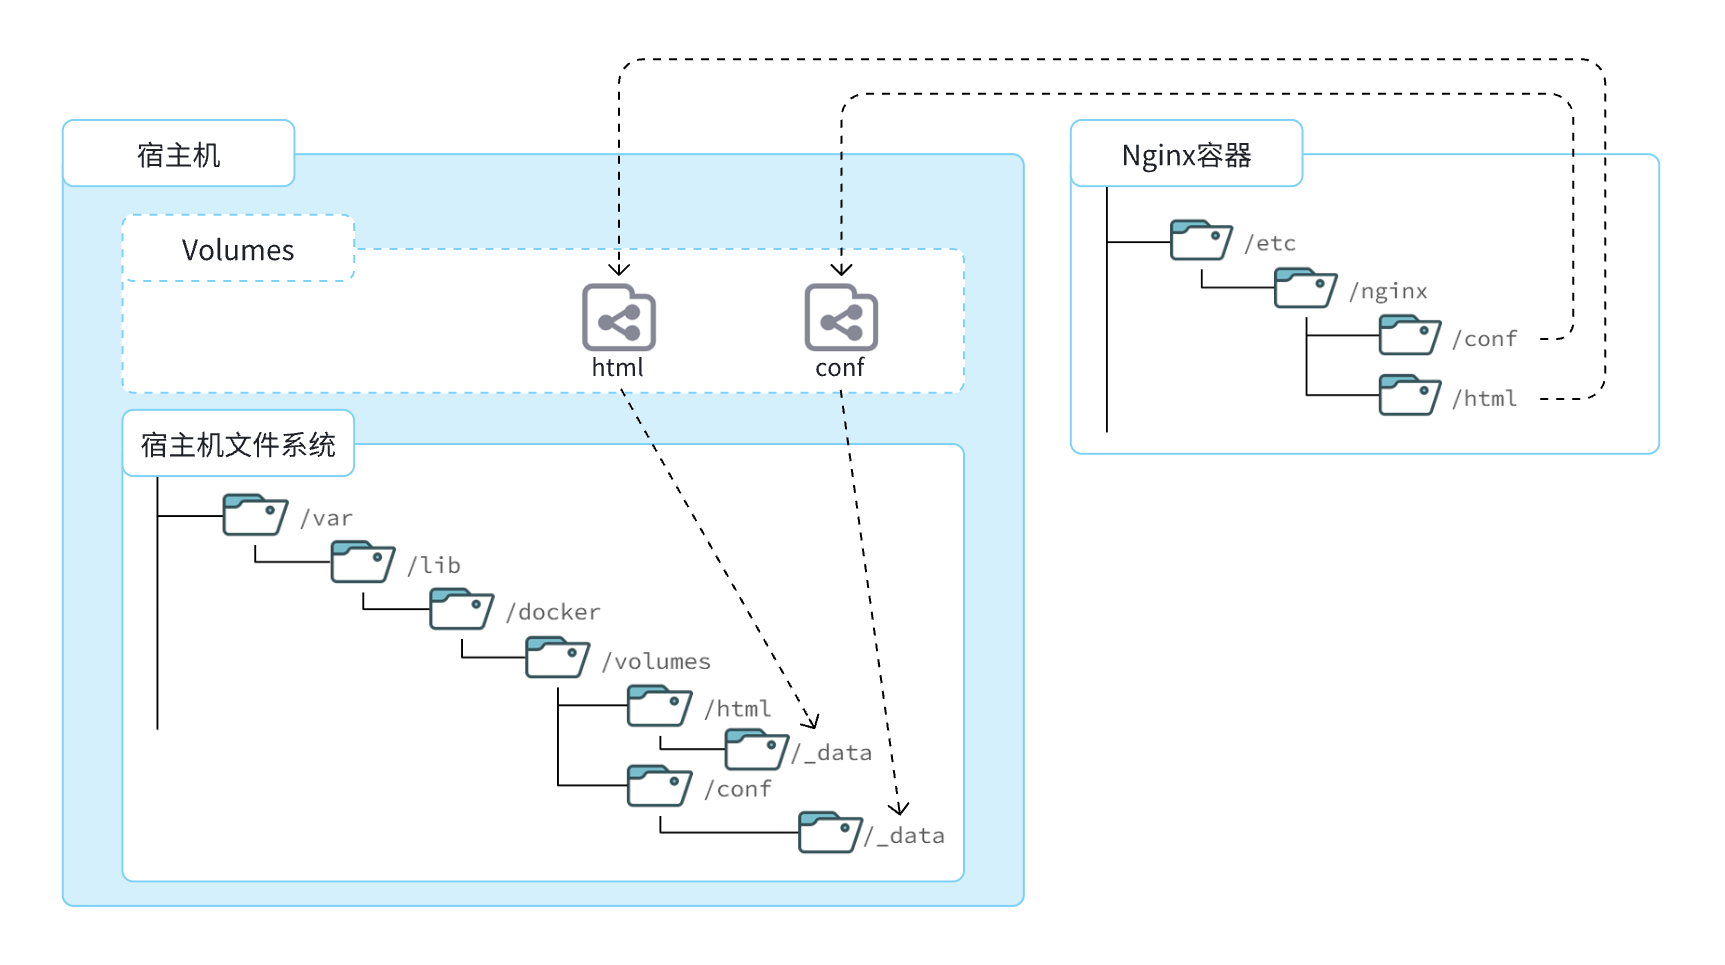 宿主机
Volumes
html
conf
宿主机文件系统
/var
/lib
/docker
/volumes
/html
/_data
/conf
/_data
Nginx容器
/etc
/nginx
/conf
/html